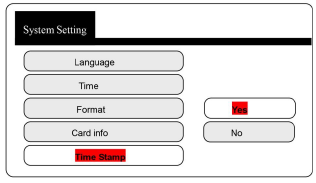 System Setting
Language
Time
Format
Yes
Card info
No
Time Stamp